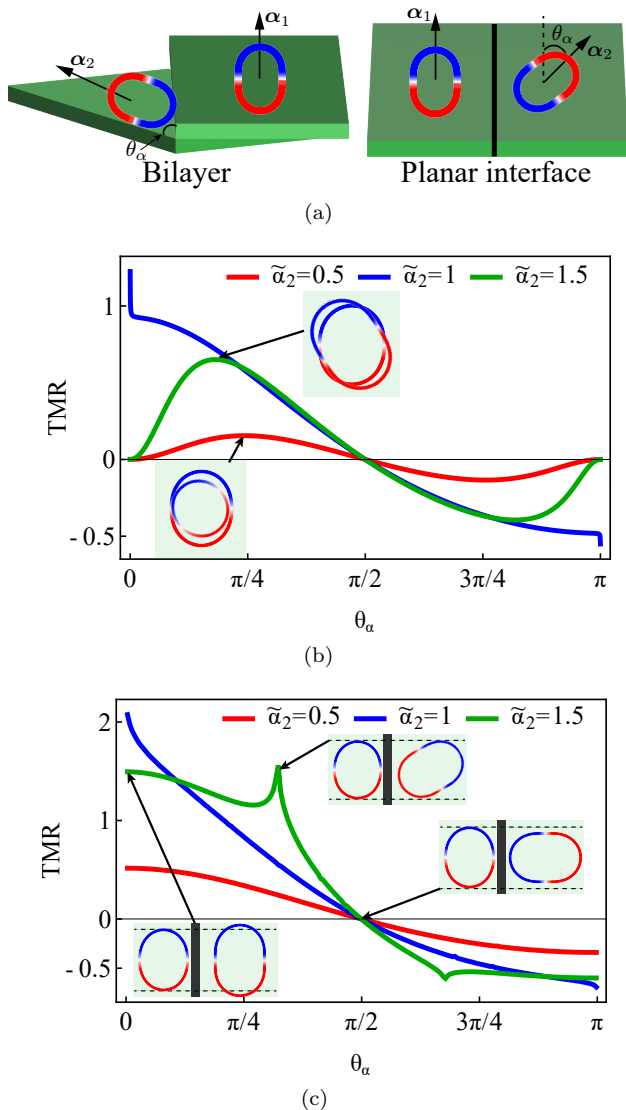 α₂ α₁ θα Bilayer
α₁ θα α₂ Planar interface
(a)
α̃₂=0.5 α̃₂=1 α̃₂=1.5
TMR
1
0
-0.5
0 π/4 π/2 3π/4 π
θα
(b)
α̃₂=0.5 α̃₂=1 α̃₂=1.5
TMR
2
1
0
-0.5
0 π/4 π/2 3π/4 π
θα
(c)